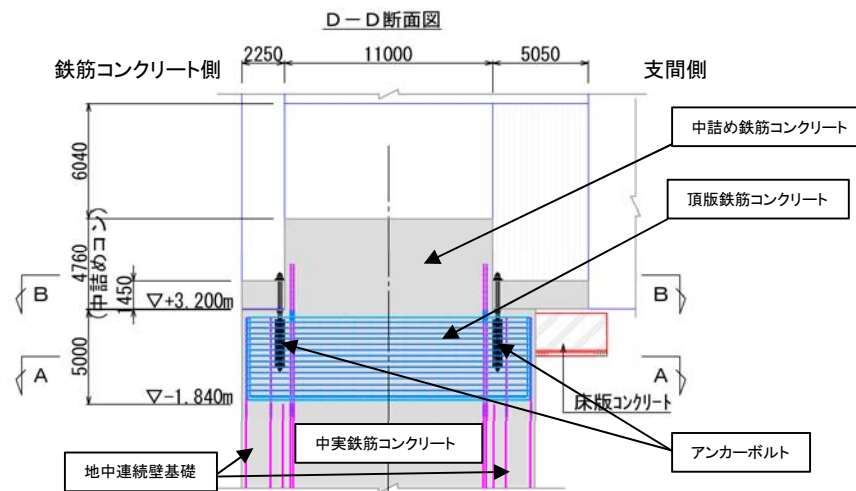 D-D断面図
2250
11000
5050
鉄筋コンクリート側
支間側
6040
中詰め鉄筋コンクリート
頂版鉄筋コンクリート
4760
(中詰めコン)
1450
B
B
▽+3.200m
5000
A
A
▽-1.840m
床版コンクリート
中実鉄筋コンクリート
地中連続壁基礎
アンカーボルト